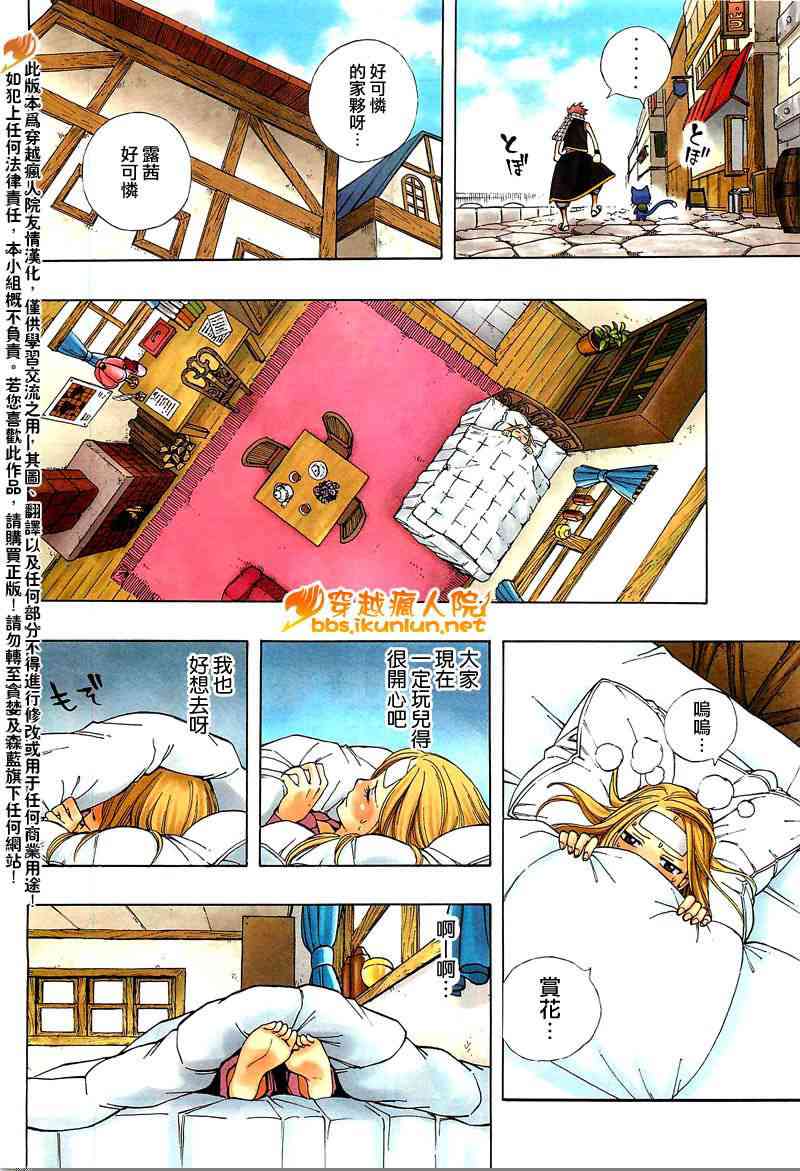 ‥‥‥
とぼ
とぼ
好可憐
的家夥呀…
露茜
好可憐
穿越瘋人院
bbs.ikunlun.net
嗚嗚…
賞花…
大家
現在
一定玩兒得
很開心吧
我也
好想去呀
もぞ
啊ー啊…
此版本爲穿越瘋人院友情漢化，僅供學習交流之用-其圖、翻譯以及任何部分不得進行修改或用于任何商業用途！
如犯上任何法律責任，本小組概不負責。若您喜歡此作品，請購買正版！請勿轉至貪婪及森藍旗下任何網站！